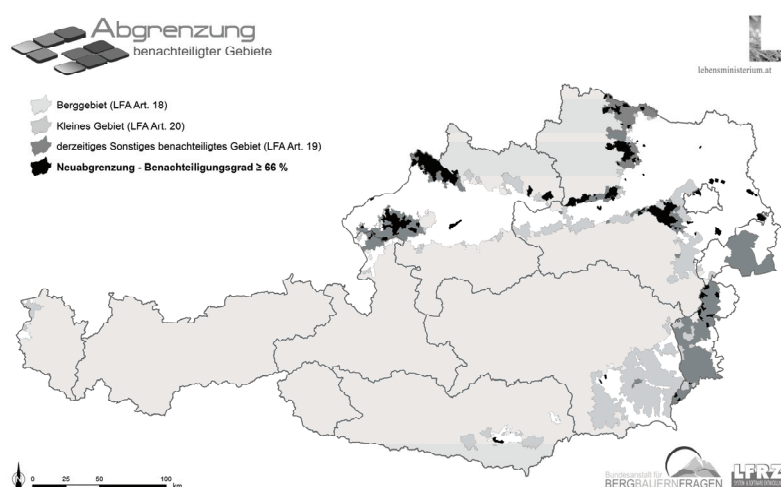 Abgrenzung
benachteiligter Gebiete
lebensministerium.at
Berggebiet (LFA Art. 18)
Kleines Gebiet (LFA Art. 20)
derzeitiges Sonstiges benachteiligtes Gebiet (LFA Art. 19)
Neuabgrenzung - Benachteiligungsgrad ≥ 66 %
0 25 50 100
km
Bundesanstalt für
BERGBAUERNFRAGEN
LFRZ